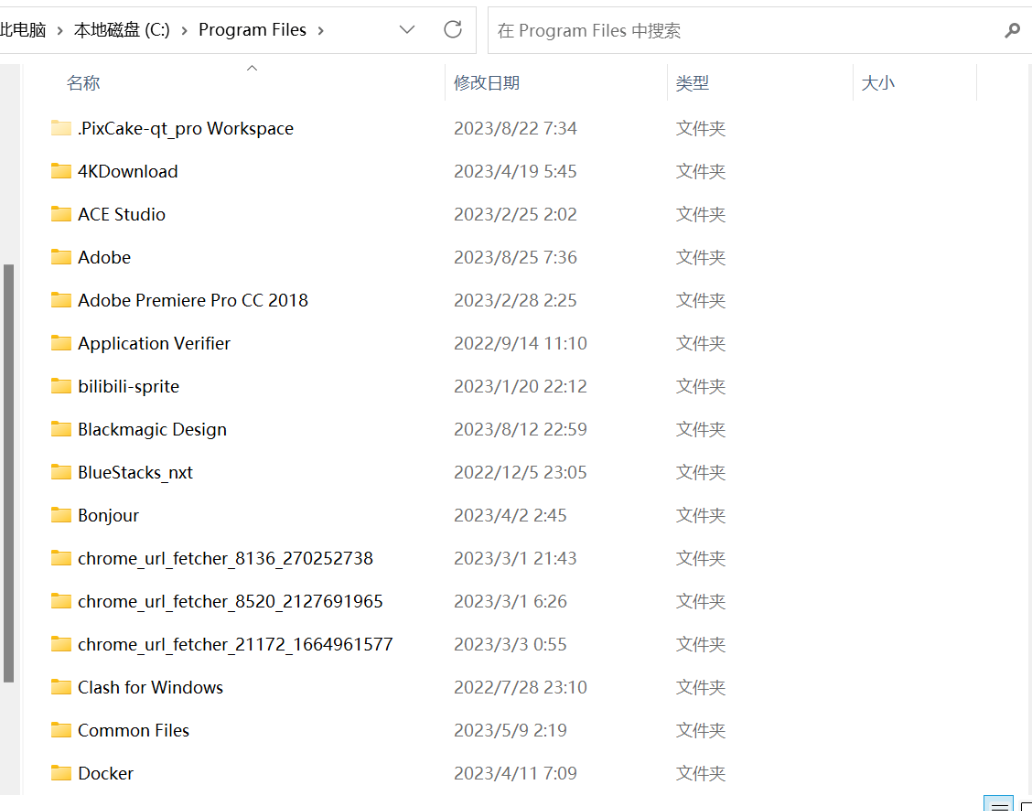 此电脑 › 本地磁盘 (C:) › Program Files ›
在 Program Files 中搜索
名称 修改日期 类型 大小
.PixCake-qt_pro Workspace 2023/8/22 7:34 文件夹
4KDownload 2023/4/19 5:45 文件夹
ACE Studio 2023/2/25 2:02 文件夹
Adobe 2023/8/25 7:36 文件夹
Adobe Premiere Pro CC 2018 2023/2/28 2:25 文件夹
Application Verifier 2022/9/14 11:10 文件夹
bilibili-sprite 2023/1/20 22:12 文件夹
Blackmagic Design 2023/8/12 22:59 文件夹
BlueStacks_nxt 2022/12/5 23:05 文件夹
Bonjour 2023/4/2 2:45 文件夹
chrome_url_fetcher_8136_270252738 2023/3/1 21:43 文件夹
chrome_url_fetcher_8520_2127691965 2023/3/1 6:26 文件夹
chrome_url_fetcher_21172_1664961577 2023/3/3 0:55 文件夹
Clash for Windows 2022/7/28 23:10 文件夹
Common Files 2023/5/9 2:19 文件夹
Docker 2023/4/11 7:09 文件夹